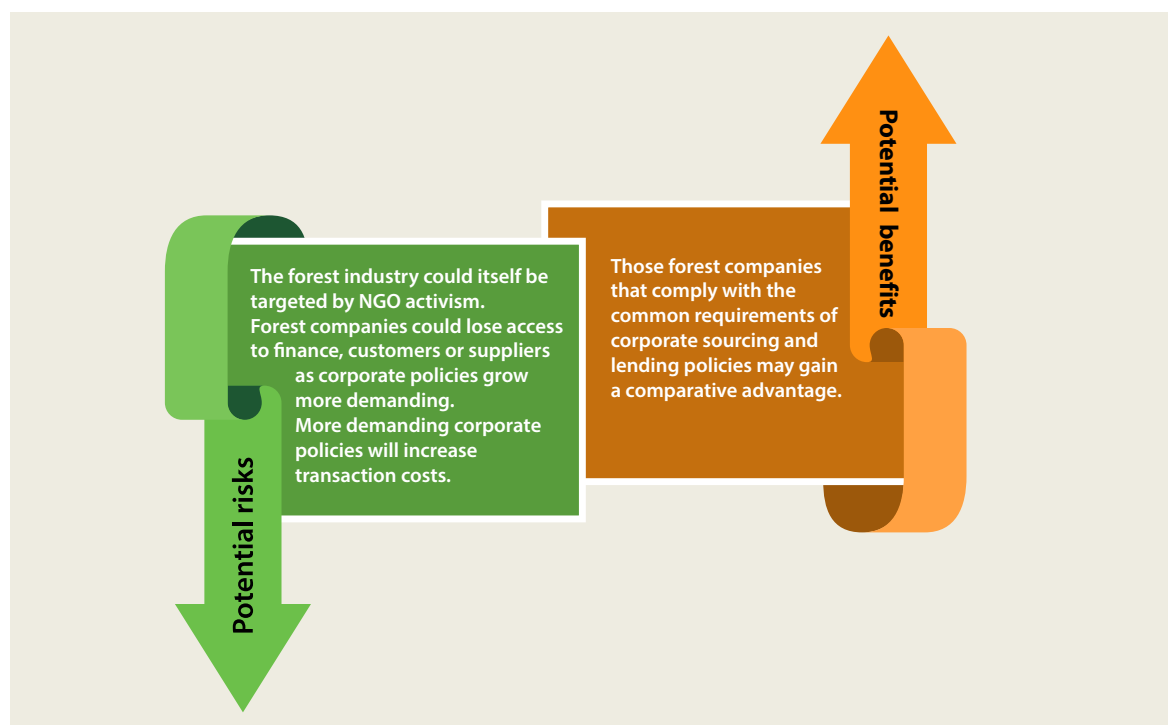 The forest industry could itself be
targeted by NGO activism.
Forest companies could lose access
to finance, customers or suppliers
as corporate policies grow
more demanding.
More demanding corporate
policies will increase
transaction costs.
Potential risks
Those forest companies
that comply with the
common requirements of
corporate sourcing and
lending policies may gain
a comparative advantage.
Potential benefits